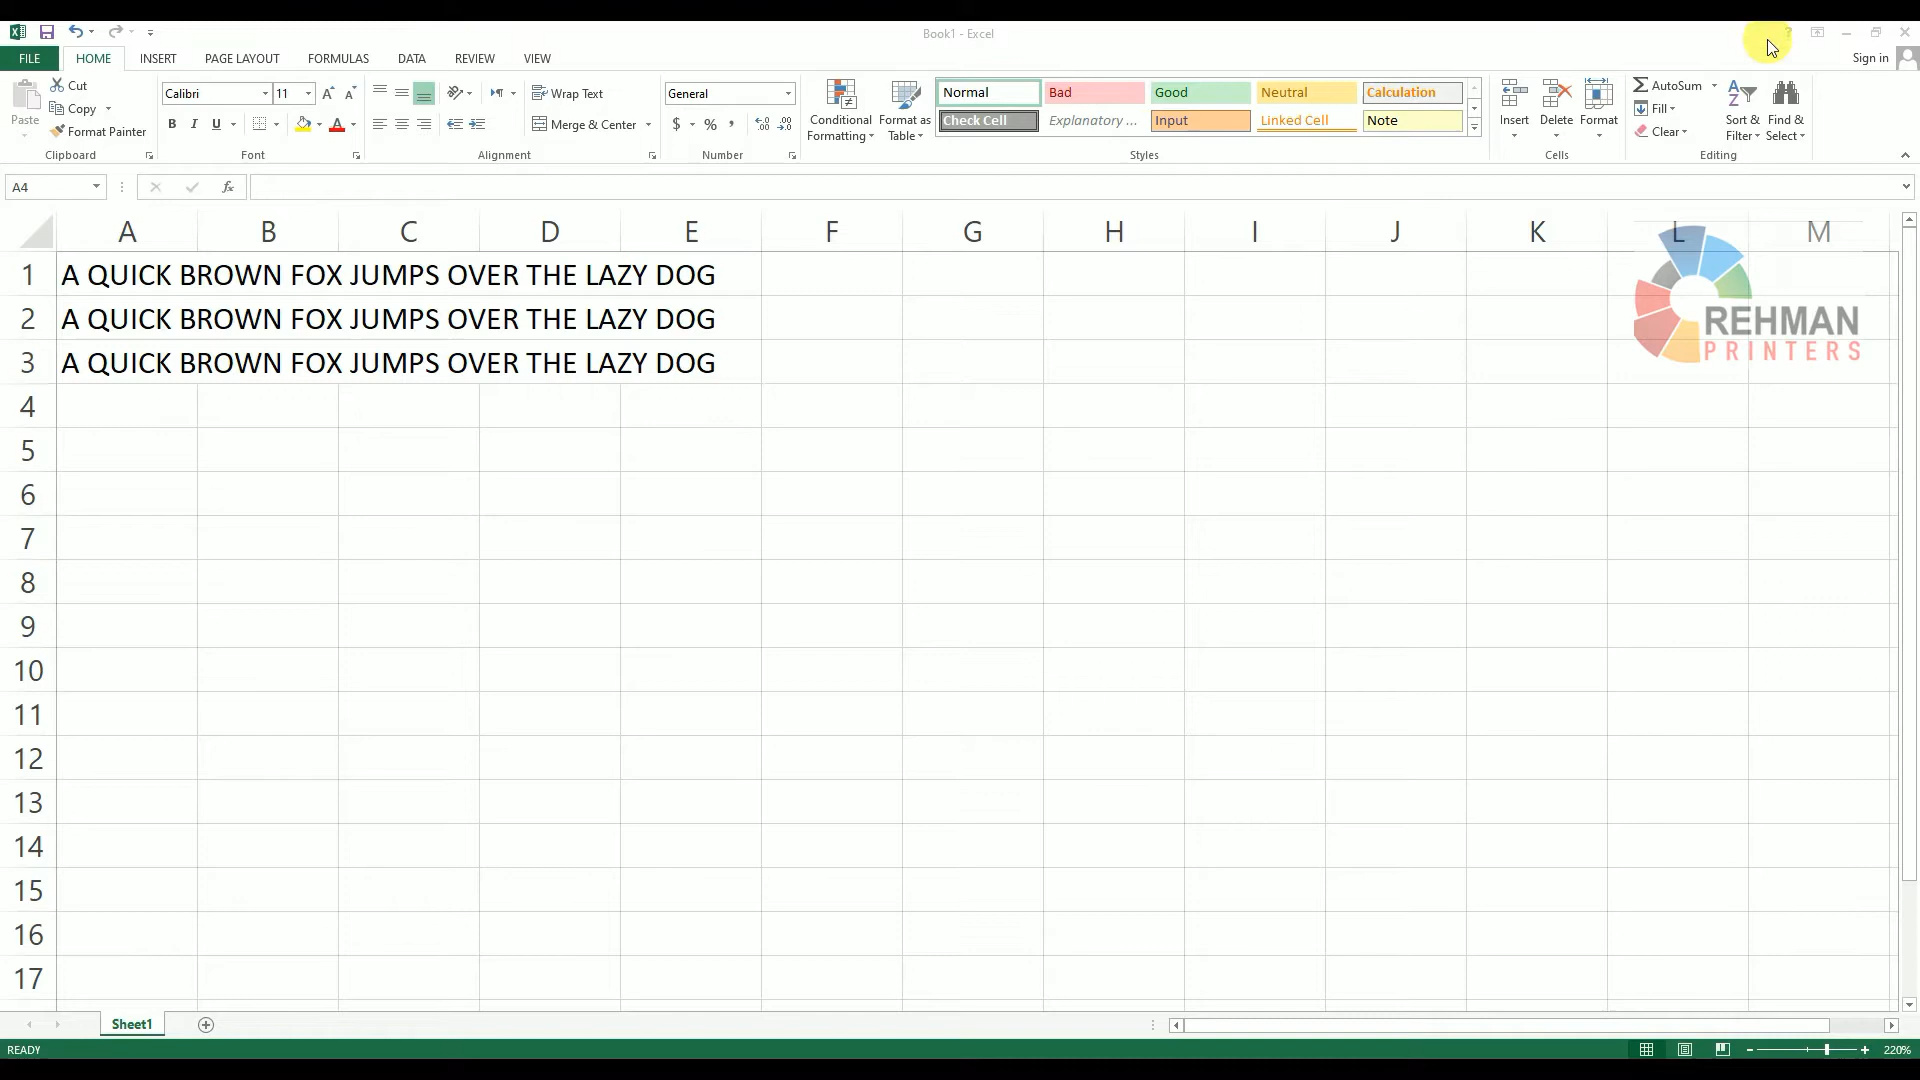 Book1 - Excel
FILE HOME INSERT PAGE LAYOUT FORMULAS DATA REVIEW VIEW Sign in
Paste
Cut
Copy
Format Painter
Clipboard
Calibri 11 A A
B I U A
Font
Wrap Text
Merge & Center
Alignment
General
$ % ,
Number
Conditional Formatting
Format as Table
Normal Bad Good Neutral Calculation
Check Cell Explanatory ... Input Linked Cell Note
Styles
Insert Delete Format
Cells
AutoSum
Fill
Clear
Sort & Filter
Find & Select
Editing
A4 fx
A B C D E F G H I J K L M
1 A QUICK BROWN FOX JUMPS OVER THE LAZY DOG
2 A QUICK BROWN FOX JUMPS OVER THE LAZY DOG
3 A QUICK BROWN FOX JUMPS OVER THE LAZY DOG
REHMAN
PRINTERS
4
5
6
7
8
9
10
11
12
13
14
15
16
17
Sheet1
READY 220%